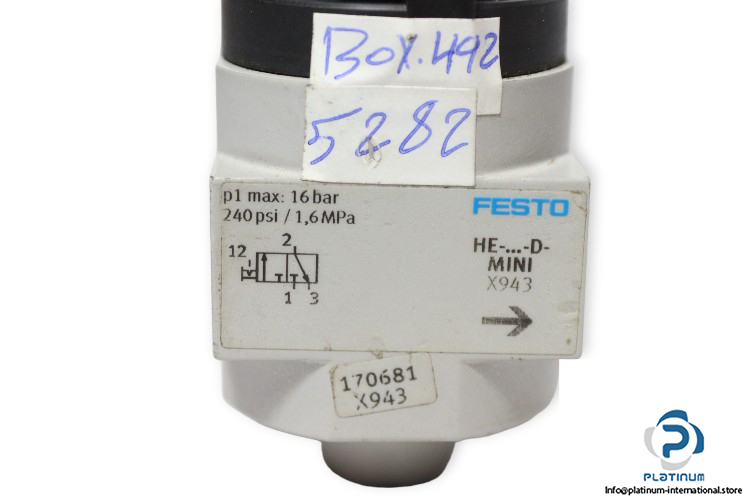 BOX.492
5282
p1 max: 16 bar
240 psi / 1,6 MPa
FESTO
HE-...-D-
MINI
X943
2
12
1 3
170681
X943
PLATINUM
Info@platinum-international.store